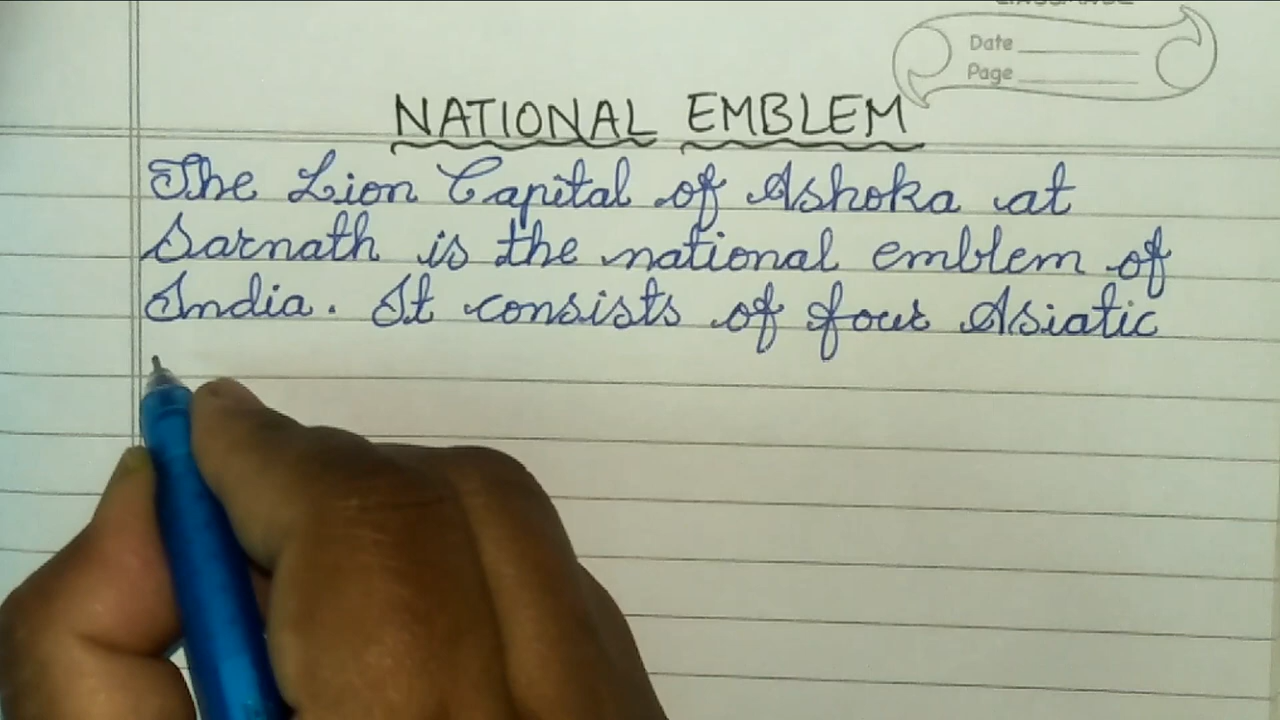 Date
Page
NATIONAL EMBLEM
The Lion Capital of Ashoka at
Sarnath is the national emblem of
India. It consists of four Asiatic